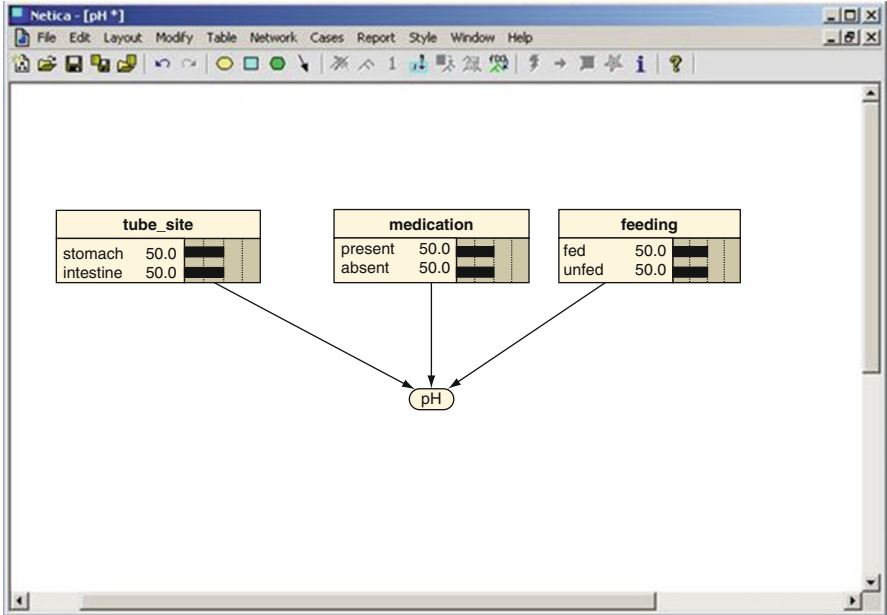 Netica - [pH *]
File Edit Layout Modify Table Network Cases Report Style Window Help
1 f(x) i ?
tube_site
stomach 50.0
intestine 50.0
medication
present 50.0
absent 50.0
feeding
fed 50.0
unfed 50.0
pH